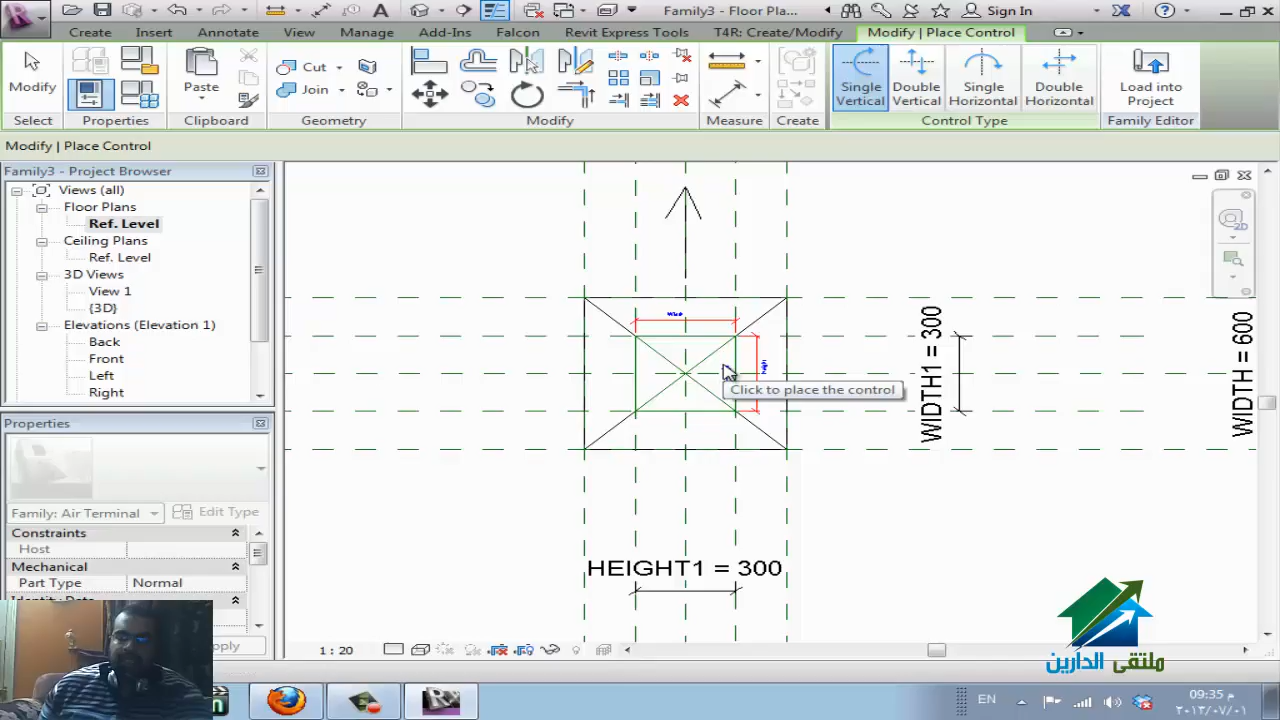 Family3 - Floor Pla...
Sign In
Create
Insert
Annotate
View
Manage
Add-Ins
Falcon
Revit Express Tools
T4R: Create/Modify
Modify | Place Control
Modify
Paste
Cut
Join
Single Vertical
Double Vertical
Single Horizontal
Double Horizontal
Load into Project
Select
Properties
Clipboard
Geometry
Modify
Measure
Create
Control Type
Family Editor
Modify | Place Control
Family3 - Project Browser
Views (all)
Floor Plans
Ref. Level
Ceiling Plans
Ref. Level
3D Views
View 1
{3D}
Elevations (Elevation 1)
Back
Front
Left
Right
Properties
Family: Air Terminal
Edit Type
Constraints
Host
Mechanical
Part Type
Normal
2D
Click to place the control
WIDTH1 = 300
WIDTH = 600
HEIGHT1 = 300
1 : 20
ملتقى الدارين
EN
09:35 م
٢٠١٣/٠٧/٠١